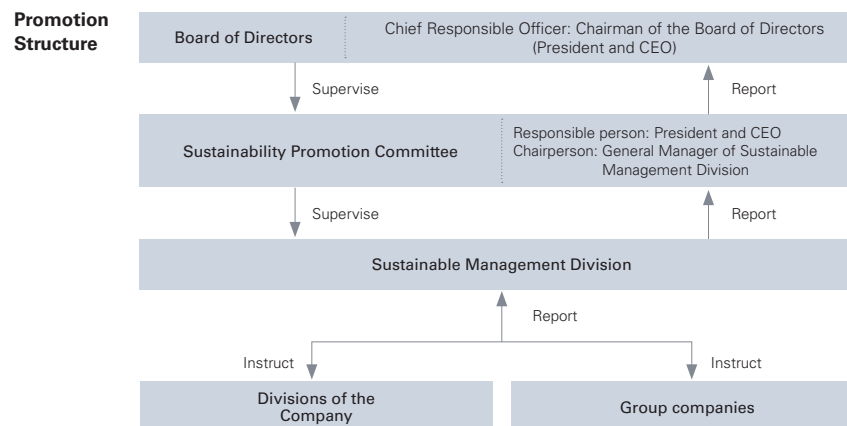 Promotion
Structure
Board of Directors
Chief Responsible Officer: Chairman of the Board of Directors
(President and CEO)
Supervise
Report
Sustainability Promotion Committee
Responsible person: President and CEO
Chairperson: General Manager of Sustainable
Management Division
Supervise
Report
Sustainable Management Division
Report
Instruct
Instruct
Divisions of the
Company
Group companies